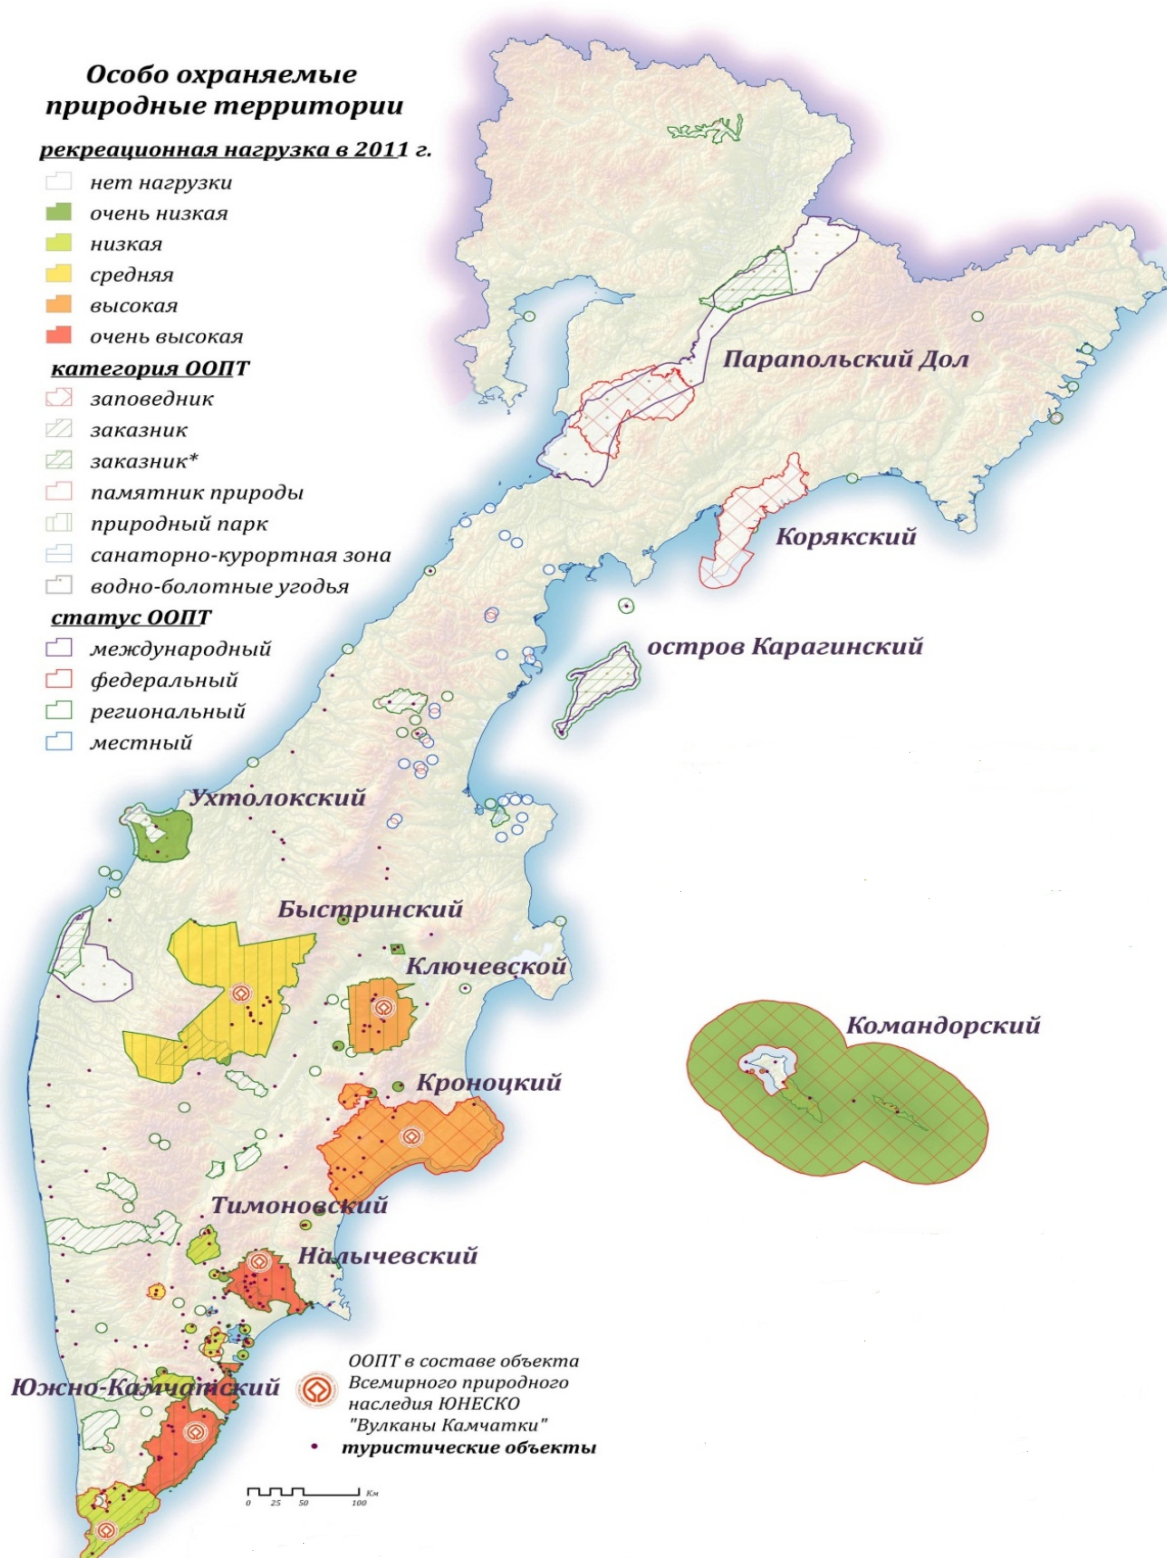 Особо охраняемые
природные территории
рекреационная нагрузка в 2011 г.
нет нагрузки
очень низкая
низкая
средняя
высокая
очень высокая
категория ООПТ
заповедник
заказник
заказник*
памятник природы
природный парк
санаторно-курортная зона
водно-болотные угодья
статус ООПТ
международный
федеральный
региональный
местный
Парапольский Дол
Корякский
остров Карагинский
Ухтолокский
Быстринский
Ключевской
Командорский
Кроноцкий
Тимоновский
Налычевский
Южно-Камчатский
ООПТ в составе объекта
Всемирного природного
наследия ЮНЕСКО
"Вулканы Камчатки"
туристические объекты
Км
0 25 50 100